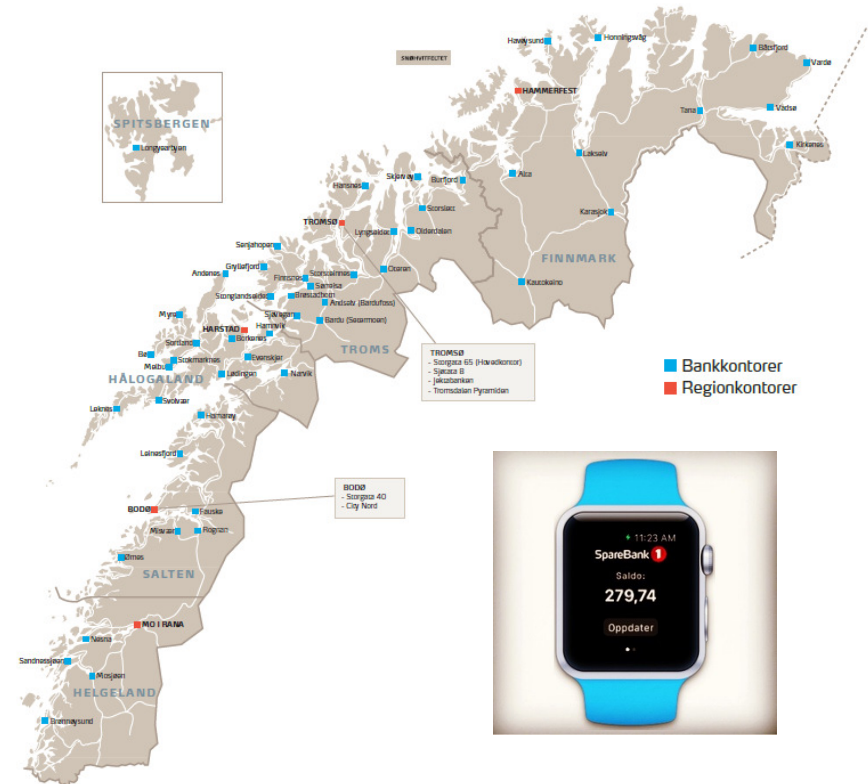 SNØHVITFELTET
Havøysund
Honningsvåg
Båtsfjord
Vardø
HAMMERFEST
Tana
Vadsø
Kirkenes
SPITSBERGEN
Longyearbyen
Lakselv
Alta
Skjervøy
Burfjord
Hansnes
Storslett
Karasjok
TROMSØ
Lyngseidet
Olderdalen
Senjahopen
FINNMARK
Gryllefjord
Andenes
Finnsnes
Storsteinnes
Oteren
Sørreisa
Kautokeino
Stonglandseidet
Brøstadbotn
Andselv (Bardufoss)
Myre
Sjøvegan
Bardu (Setermoen)
HARSTAD
Hamnvik
Sortland
Borkenes
TROMS
Bø
Stokmarknes
Evenskjer
Melbu
Lødingen
Narvik
HÅLOGALAND
TROMSØ
- Storgata 65 (Hovedkontor)
- Sjøgata 8
- Jektebanken
- Tromsdalen Pyramiden
Bankkontorer
Regionkontorer
Leknes
Svolvær
Hamarøy
Leinesfjord
BODØ
- Storgata 40
- City Nord
BODØ
Fauske
Misvær
Rognan
Ørnes
SALTEN
11:23 AM
SpareBank 1
Saldo:
279,74
Oppdater
MO I RANA
Nesna
Sandnessjøen
Mosjøen
HELGELAND
Brønnøysund